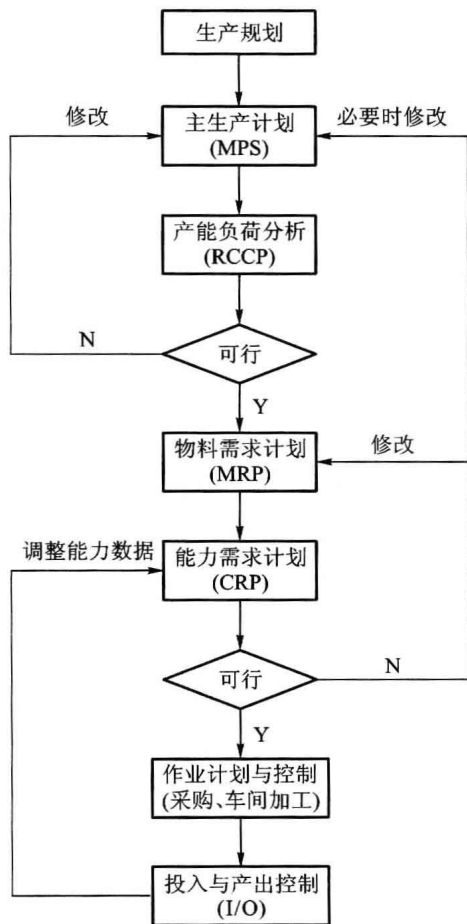 生产规划
修改
主生产计划
(MPS)
必要时修改
产能负荷分析
(RCCP)
N
可行
Y
物料需求计划
(MRP)
修改
调整能力数据
能力需求计划
(CRP)
可行
N
Y
作业计划与控制
(采购、车间加工)
投入与产出控制
(I/O)